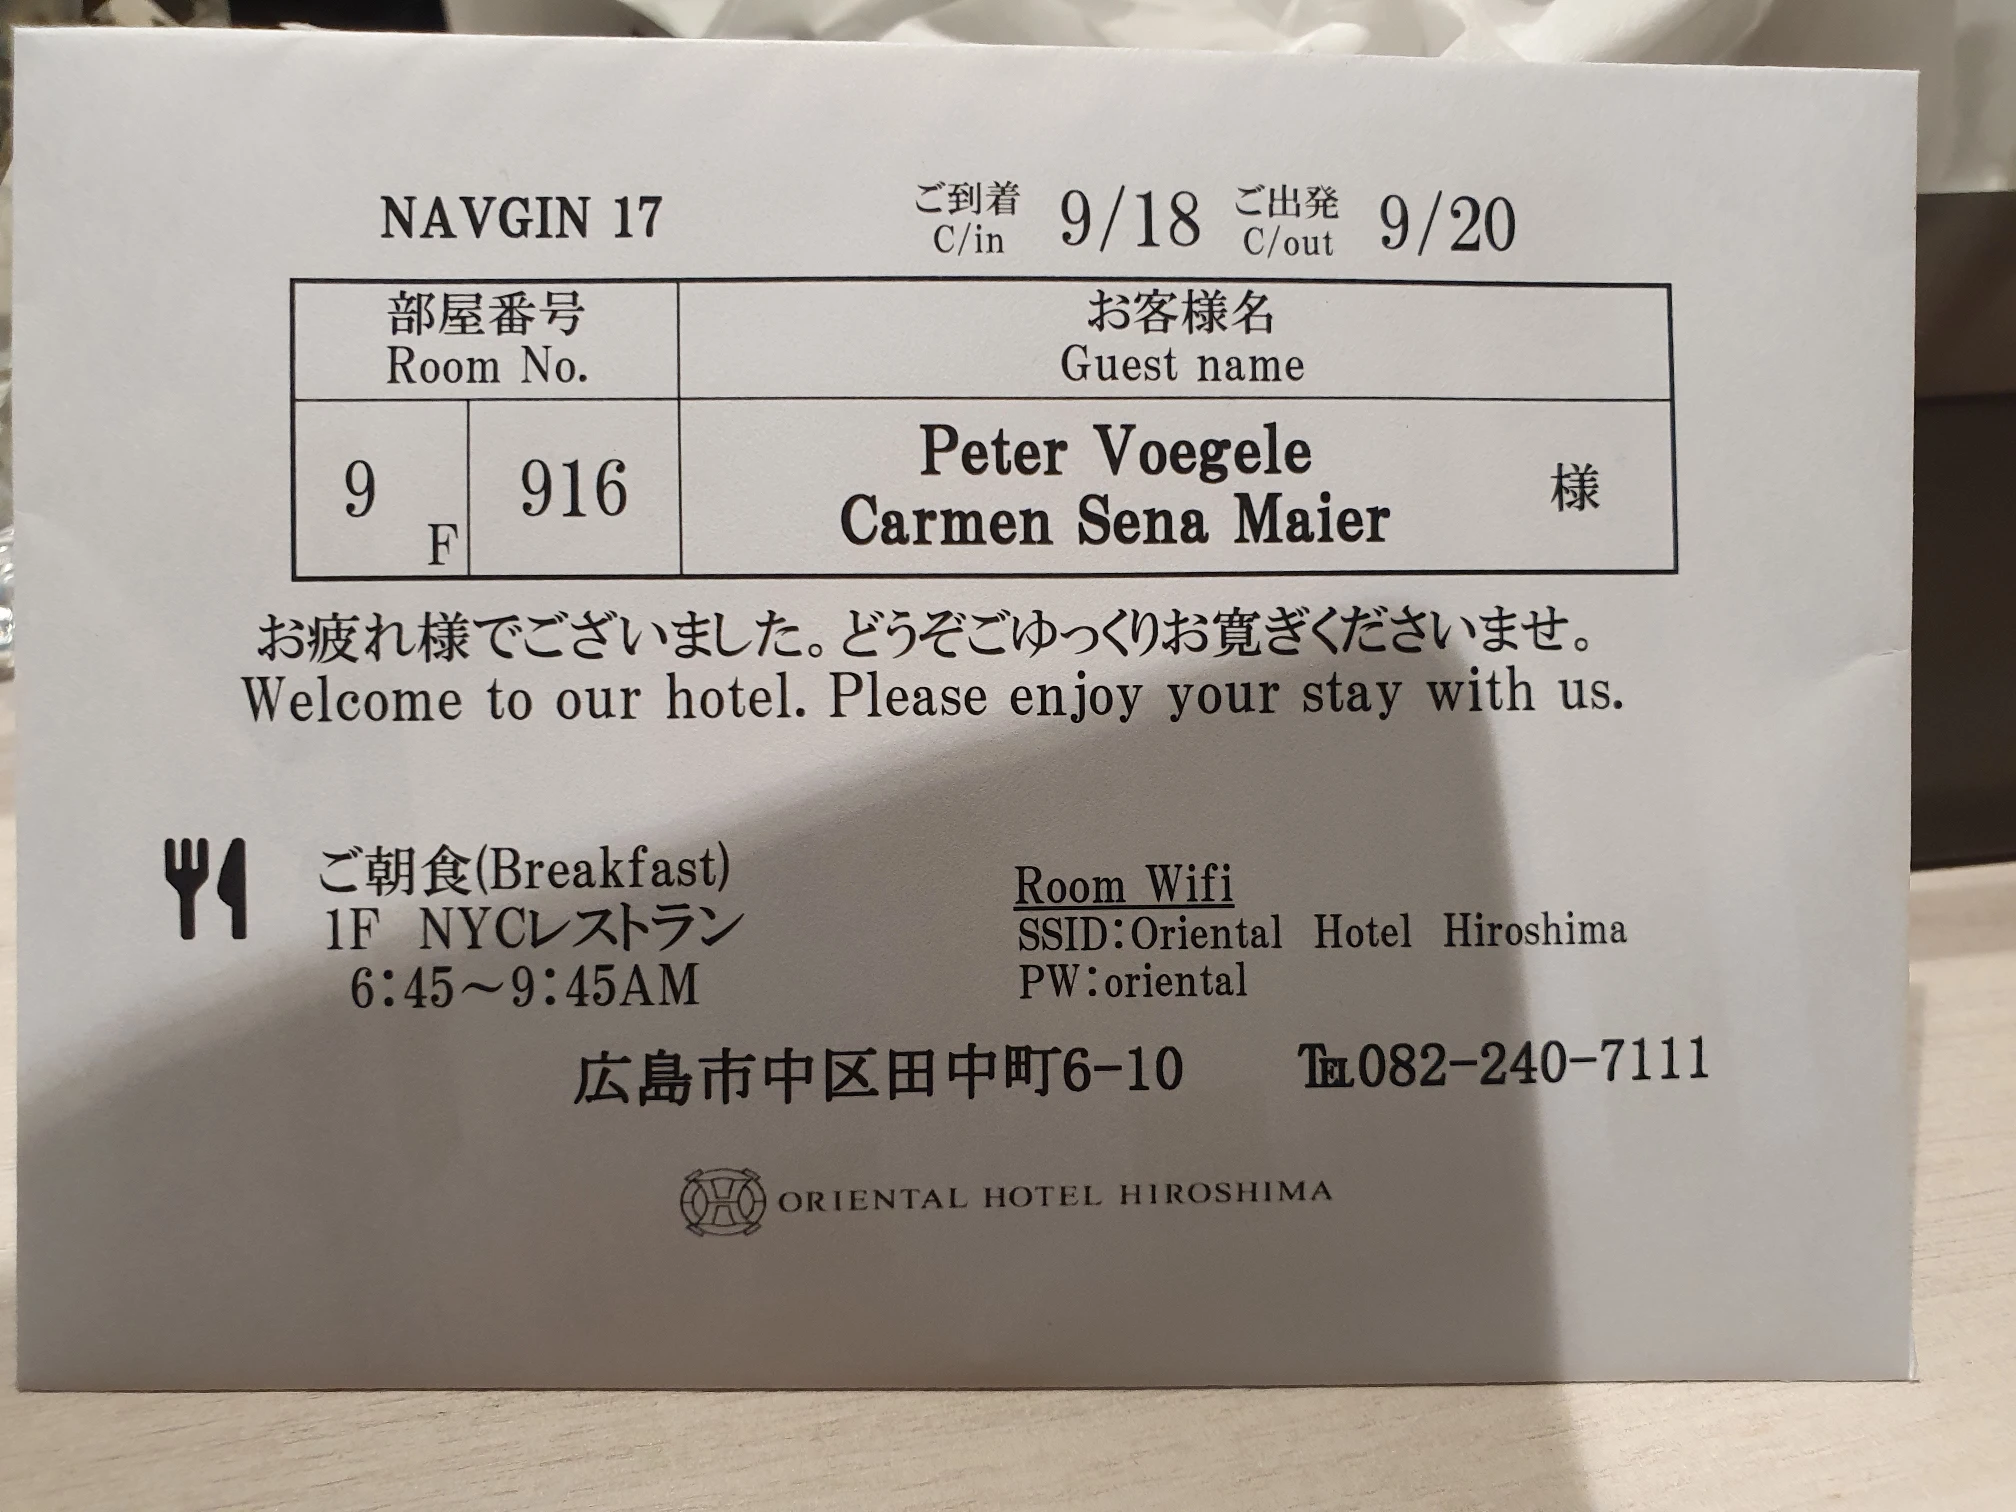 NAVGIN 17
ご到着 C/in 9/18 ご出発 C/out 9/20
部屋番号 お客様名
Room No. Guest name
9 F 916 Peter Voegele 様
Carmen Sena Maier
お疲れ様でございました。どうぞごゆっくりお寛ぎくださいませ。
Welcome to our hotel. Please enjoy your stay with us.
ご朝食(Breakfast)
1F NYCレストラン
6:45～9:45AM
Room Wifi
SSID:Oriental Hotel Hiroshima
PW:oriental
広島市中区田中町6-10 ℡082-240-7111
ORIENTAL HOTEL HIROSHIMA